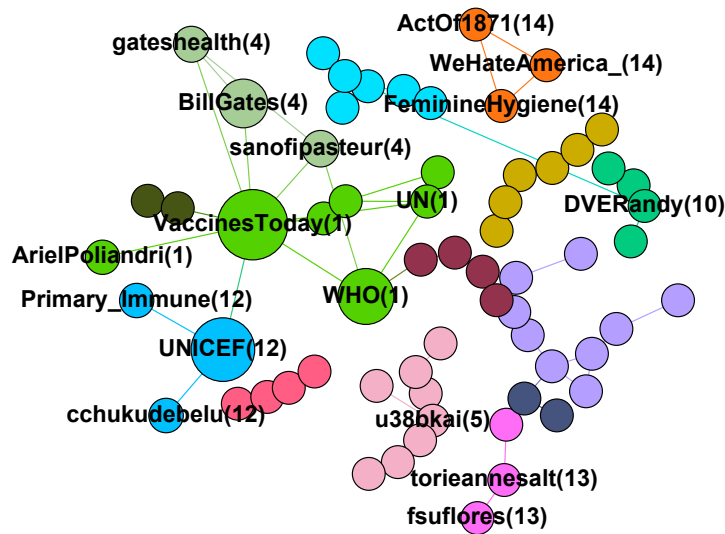 ActOf1871(14)
gateshealth(4)
WeHateAmerica_(14)
BillGates(4)
FeminineHygiene(14)
sanofipasteur(4)
UN(1)
DVERandy(10)
VaccinesToday(1)
ArielPoliandri(1)
WHO(1)
Primary_Immune(12)
UNICEF(12)
cchukudebelu(12)
u38bkai(5)
torieannesalt(13)
fsuflores(13)